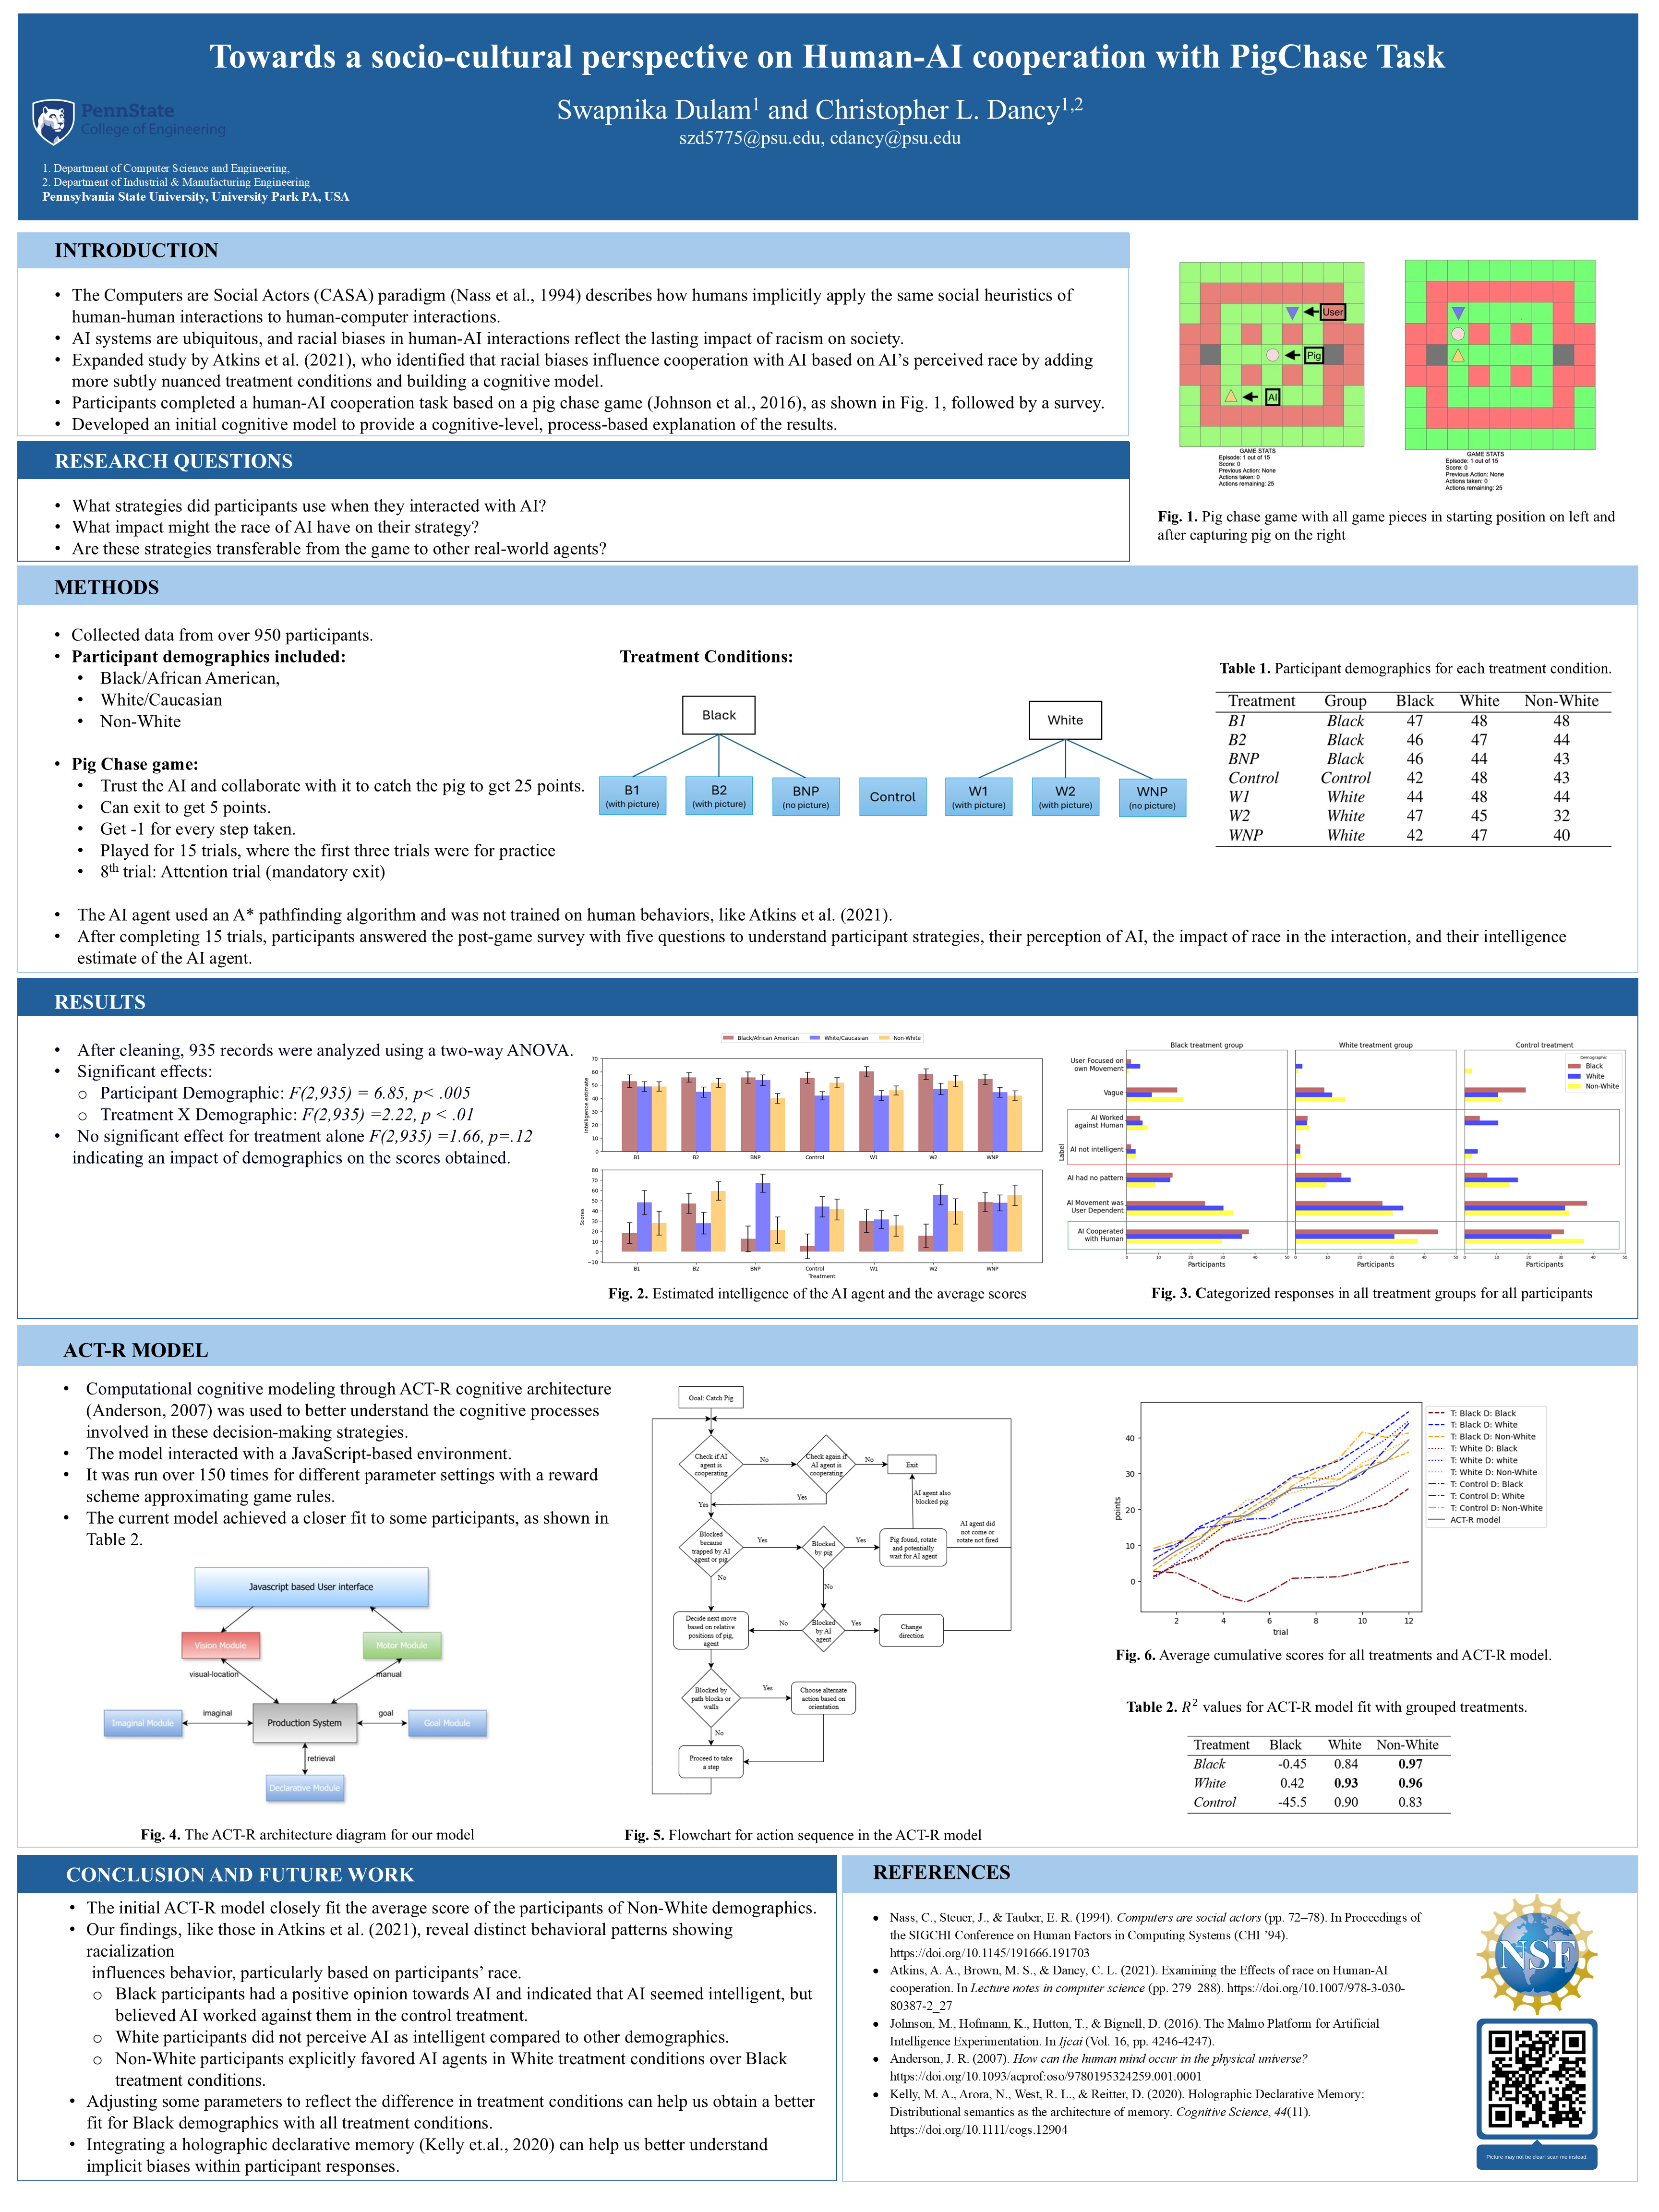 Towards a socio-cultural perspective on Human-AI cooperation with PigChase Task
Swapnika Dulam1 and Christopher L. Dancy1,2
szd5775@psu.edu, cdancy@psu.edu
PennState
College of Engineering
1. Department of Computer Science and Engineering,
2. Department of Industrial & Manufacturing Engineering
Pennsylvania State University, University Park PA, USA
INTRODUCTION
• The Computers are Social Actors (CASA) paradigm (Nass et al., 1994) describes how humans implicitly apply the same social heuristics of
human-human interactions to human-computer interactions.
• AI systems are ubiquitous, and racial biases in human-AI interactions reflect the lasting impact of racism on society.
• Expanded study by Atkins et al. (2021), who identified that racial biases influence cooperation with AI based on AI's perceived race by adding
more subtly nuanced treatment conditions and building a cognitive model.
• Participants completed a human-AI cooperation task based on a pig chase game (Johnson et al., 2016), as shown in Fig. 1, followed by a survey.
• Developed an initial cognitive model to provide a cognitive-level, process-based explanation of the results.
RESEARCH QUESTIONS
• What strategies did participants use when they interacted with AI?
• What impact might the race of AI have on their strategy?
• Are these strategies transferable from the game to other real-world agents?
User
Pig
AI
GAME STATS
Episode: 1 out of 15
Score: 0
Previous Action: None
Actions taken: 0
Actions remaining: 25
GAME STATS
Episode: 1 out of 15
Score: 0
Previous Action: None
Actions taken: 0
Actions remaining: 25
Fig. 1. Pig chase game with all game pieces in starting position on left and
after capturing pig on the right
METHODS
• Collected data from over 950 participants.
• Participant demographics included:
• Black/African American,
• White/Caucasian
• Non-White
• Pig Chase game:
• Trust the AI and collaborate with it to catch the pig to get 25 points.
• Can exit to get 5 points.
• Get -1 for every step taken.
• Played for 15 trials, where the first three trials were for practice
• 8th trial: Attention trial (mandatory exit)
Treatment Conditions:
Black
White
B1 (with picture)
B2 (with picture)
BNP (no picture)
Control
W1 (with picture)
W2 (with picture)
WNP (no picture)
Table 1. Participant demographics for each treatment condition.
Treatment Group Black White Non-White
B1 Black 47 48 48
B2 Black 46 47 44
BNP Black 46 44 43
Control Control 42 48 43
W1 White 44 48 44
W2 White 47 45 32
WNP White 42 47 40
• The AI agent used an A* pathfinding algorithm and was not trained on human behaviors, like Atkins et al. (2021).
• After completing 15 trials, participants answered the post-game survey with five questions to understand participant strategies, their perception of AI, the impact of race in the interaction, and their intelligence
estimate of the AI agent.
RESULTS
• After cleaning, 935 records were analyzed using a two-way ANOVA.
• Significant effects:
o Participant Demographic: F(2,935) = 6.85, p< .005
o Treatment X Demographic: F(2,935) =2.22, p < .01
• No significant effect for treatment alone F(2,935) =1.66, p=.12
indicating an impact of demographics on the scores obtained.
Black/African American White/Caucasian Non-White
Intelligence estimate
70
60
50
40
30
20
10
0
B1 B2 BNP Control W1 W2 WNP
Scores
80
70
60
50
40
30
20
10
0
−10
B1 B2 BNP Control W1 W2 WNP
Treatment
Fig. 2. Estimated intelligence of the AI agent and the average scores
Black treatment group White treatment group Control treatment
Demographic
Black
White
Non-White
Label
User Focused on
own Movement
Vague
AI Worked
against Human
AI not intelligent
AI had no pattern
AI Movement was
User Dependent
AI Cooperated
with Human
0 10 20 30 40 50 0 10 20 30 40 50 0 10 20 30 40 50
Participants Participants Participants
Fig. 3. Categorized responses in all treatment groups for all participants
ACT-R MODEL
• Computational cognitive modeling through ACT-R cognitive architecture
(Anderson, 2007) was used to better understand the cognitive processes
involved in these decision-making strategies.
• The model interacted with a JavaScript-based environment.
• It was run over 150 times for different parameter settings with a reward
scheme approximating game rules.
• The current model achieved a closer fit to some participants, as shown in
Table 2.
Javascript based User interface
Vision Module
Motor Module
visual-location
manual
imaginal
goal
Imaginal Module
Production System
Goal Module
retrieval
Declarative Module
Fig. 4. The ACT-R architecture diagram for our model
Goal: Catch Pig
Check if AI
agent is
cooperating
No
Check again if
AI agent is
cooperating
No
Exit
Yes
Yes
AI agent also
blocked pig
Blocked
because
trapped by AI
agent or pig
Yes
Blocked
by pig
Yes
Pig found, rotate
and potentially
wait for AI agent
AI agent did
not come or
rotate not fired
No
No
Decide next move
based on relative
positions of pig,
agent
No
Blocked
by AI
agent
Yes
Change
direction
Blocked by
path blocks or
walls
Yes
Choose alternate
action based on
orientation
No
Proceed to take
a step
Fig. 5. Flowchart for action sequence in the ACT-R model
points
40
30
20
10
0
2 4 6 8 10 12
trial
T: Black D: Black
T: Black D: White
T: Black D: Non-White
T: White D: Black
T: White D: white
T: White D: Non-White
T: Control D: Black
T: Control D: White
T: Control D: Non-White
ACT-R model
Fig. 6. Average cumulative scores for all treatments and ACT-R model.
Table 2. R2 values for ACT-R model fit with grouped treatments.
Treatment Black White Non-White
Black -0.45 0.84 0.97
White 0.42 0.93 0.96
Control -45.5 0.90 0.83
CONCLUSION AND FUTURE WORK
• The initial ACT-R model closely fit the average score of the participants of Non-White demographics.
• Our findings, like those in Atkins et al. (2021), reveal distinct behavioral patterns showing
racialization
influences behavior, particularly based on participants' race.
o Black participants had a positive opinion towards AI and indicated that AI seemed intelligent, but
believed AI worked against them in the control treatment.
o White participants did not perceive AI as intelligent compared to other demographics.
o Non-White participants explicitly favored AI agents in White treatment conditions over Black
treatment conditions.
• Adjusting some parameters to reflect the difference in treatment conditions can help us obtain a better
fit for Black demographics with all treatment conditions.
• Integrating a holographic declarative memory (Kelly et.al., 2020) can help us better understand
implicit biases within participant responses.
REFERENCES
• Nass, C., Steuer, J., & Tauber, E. R. (1994). Computers are social actors (pp. 72–78). In Proceedings of
the SIGCHI Conference on Human Factors in Computing Systems (CHI '94).
https://doi.org/10.1145/191666.191703
• Atkins, A. A., Brown, M. S., & Dancy, C. L. (2021). Examining the Effects of race on Human-AI
cooperation. In Lecture notes in computer science (pp. 279–288). https://doi.org/10.1007/978-3-030-
80387-2_27
• Johnson, M., Hofmann, K., Hutton, T., & Bignell, D. (2016). The Malmo Platform for Artificial
Intelligence Experimentation. In Ijcai (Vol. 16, pp. 4246-4247).
• Anderson, J. R. (2007). How can the human mind occur in the physical universe?
https://doi.org/10.1093/acprof:oso/9780195324259.001.0001
• Kelly, M. A., Arora, N., West, R. L., & Reitter, D. (2020). Holographic Declarative Memory:
Distributional semantics as the architecture of memory. Cognitive Science, 44(11).
https://doi.org/10.1111/cogs.12904
NSF
Picture may not be clear! scan me instead.